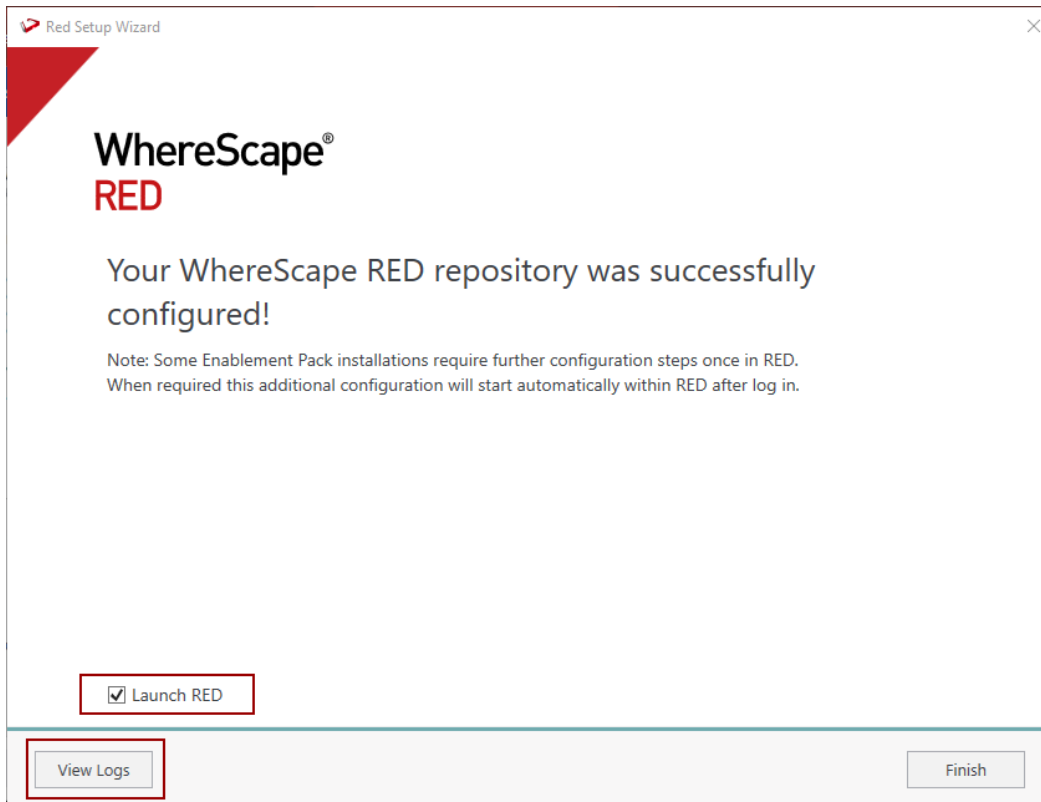 Red Setup Wizard
WhereScape®
RED
Your WhereScape RED repository was successfully
configured!
Note: Some Enablement Pack installations require further configuration steps once in RED.
When required this additional configuration will start automatically within RED after log in.
Launch RED
View Logs
Finish